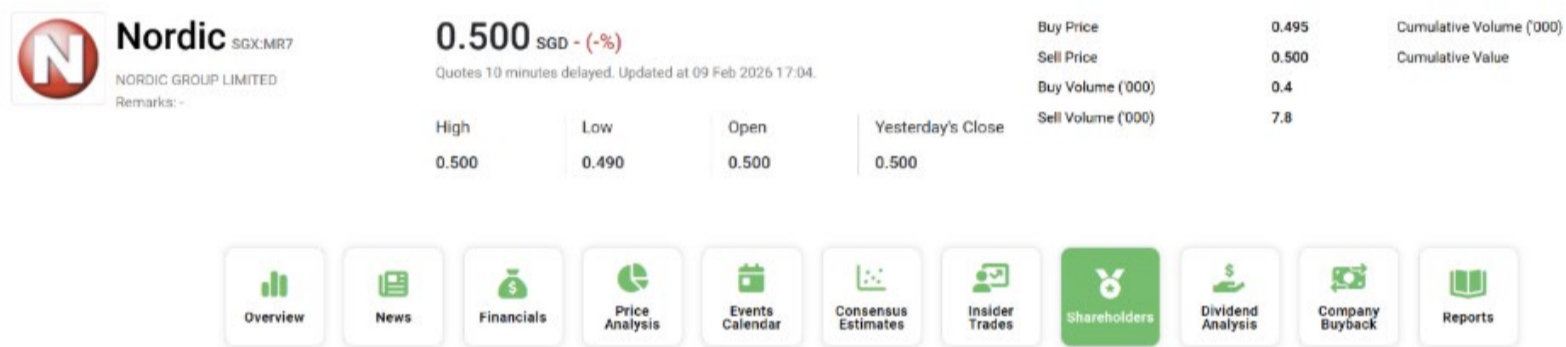 N
Nordic SGX:MR7
NORDIC GROUP LIMITED
Remarks: -
0.500 SGD - (-%)
Quotes 10 minutes delayed. Updated at 09 Feb 2026 17:04.
High Low Open Yesterday's Close
0.500 0.490 0.500 0.500
Buy Price 0.495 Cumulative Volume ('000)
Sell Price 0.500 Cumulative Value
Buy Volume ('000) 0.4
Sell Volume ('000) 7.8
Overview
News
Financials
Price
Analysis
Events
Calendar
Consensus
Estimates
Insider
Trades
Shareholders
Dividend
Analysis
Company
Buyback
Reports